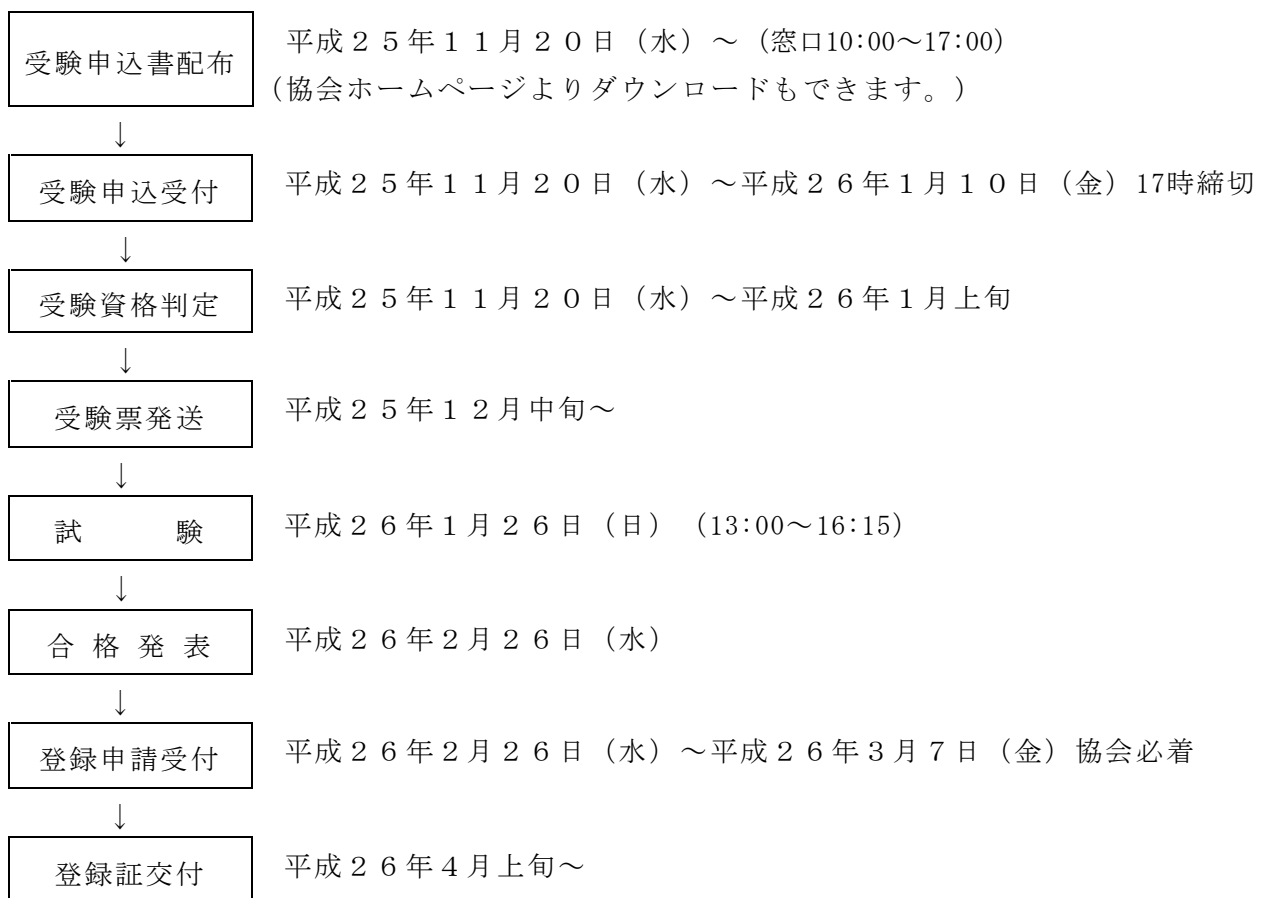 受験申込書配布
平成２５年１１月２０日（水）～（窓口10:00～17:00）
（協会ホームページよりダウンロードもできます。）
↓
受験申込受付
平成２５年１１月２０日（水）～平成２６年１月１０日（金）17時締切
↓
受験資格判定
平成２５年１１月２０日（水）～平成２６年１月上旬
↓
受験票発送
平成２５年１２月中旬～
↓
試　　験
平成２６年１月２６日（日）（13:00～16:15）
↓
合 格 発 表
平成２６年２月２６日（水）
↓
登録申請受付
平成２６年２月２６日（水）～平成２６年３月７日（金）協会必着
↓
登録証交付
平成２６年４月上旬～